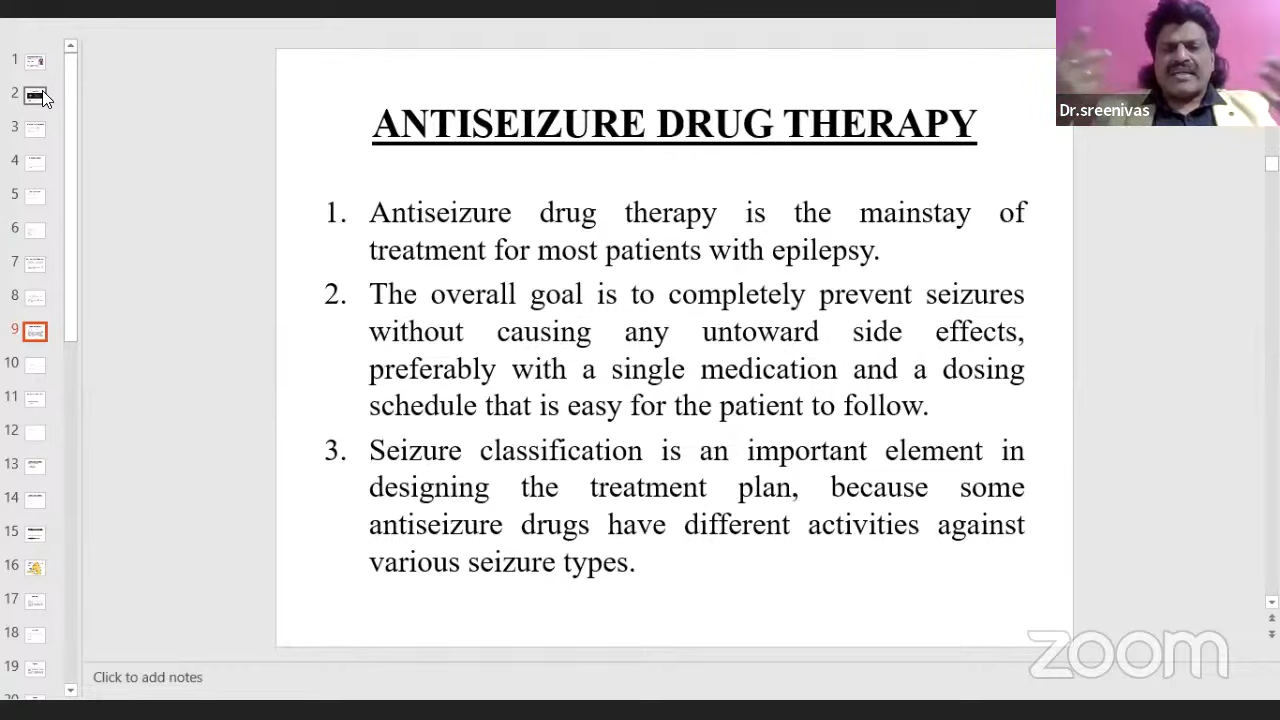 ANTISEIZURE DRUG THERAPY
1. Antiseizure drug therapy is the mainstay of
treatment for most patients with epilepsy.
2. The overall goal is to completely prevent seizures
without causing any untoward side effects,
preferably with a single medication and a dosing
schedule that is easy for the patient to follow.
3. Seizure classification is an important element in
designing the treatment plan, because some
antiseizure drugs have different activities against
various seizure types.
Dr.sreenivas
1
2
3
4
5
6
7
8
9
10
11
12
13
14
15
16
17
18
19
Click to add notes
zoom